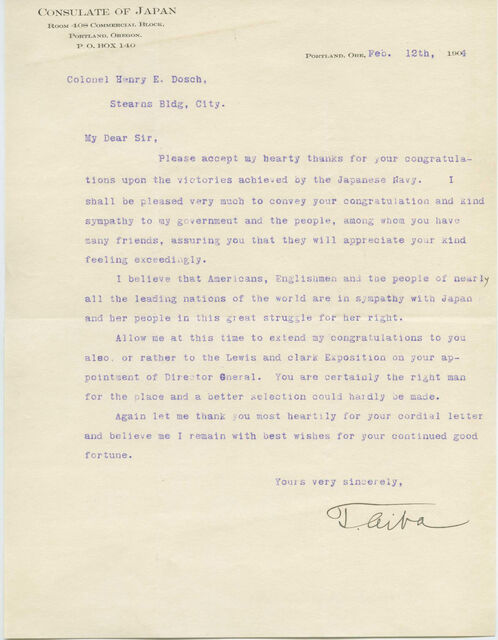 CONSULATE OF JAPAN
ROOM 408 COMMERCIAL BLOCK,
PORTLAND, OREGON.
P. O. BOX 140
PORTLAND, ORE, Feb. 12th, 1904
Colonel Henry E. Dosch,
Stearns Bldg, City.
My Dear Sir,
Please accept my hearty thanks for your congratula-
tions upon the victories achieved by the Japanese Navy. I
shall be pleased very much to convey your congratulation and kind
sympathy to my government and the people, among whom you have
many friends, assuring you that they will appreciate your kind
feeling exceedingly.
I believe that Americans, Englishmen and the people of nearly
all the leading nations of the world are in sympathy with Japan
and her people in this great struggle for her right.
Allow me at this time to extend my congratulations to you
also, or rather to the Lewis and clark Exposition on your ap-
pointment of Director Gneral. You are certainly the right man
for the place and a better selection could hardly be made.
Again let me thank you most heartily for your cordial letter
and believe me I remain with best wishes for your continued good
fortune.
Yours very sincerely,
T. Aiba